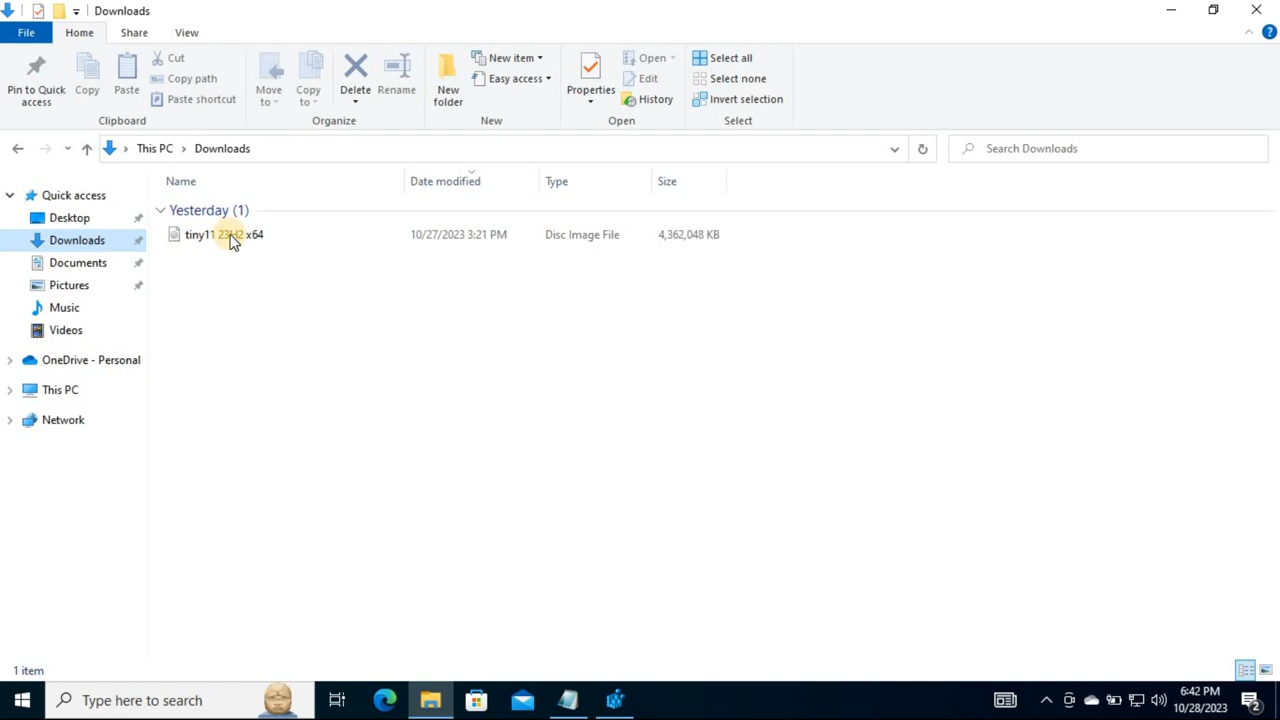 Downloads
File Home Share View
Pin to Quick access
Copy
Paste
Cut
Copy path
Paste shortcut
Clipboard
Move to
Copy to
Delete
Rename
Organize
New folder
New item
Easy access
New
Properties
Open
Edit
History
Open
Select all
Select none
Invert selection
Select
This PC > Downloads
Search Downloads
Name Date modified Type Size
Quick access
Desktop
Downloads
Documents
Pictures
Music
Videos
OneDrive - Personal
This PC
Network
Yesterday (1)
tiny11 23H2 x64 10/27/2023 3:21 PM Disc Image File 4,362,048 KB
1 item
Type here to search
6:42 PM
10/28/2023
2